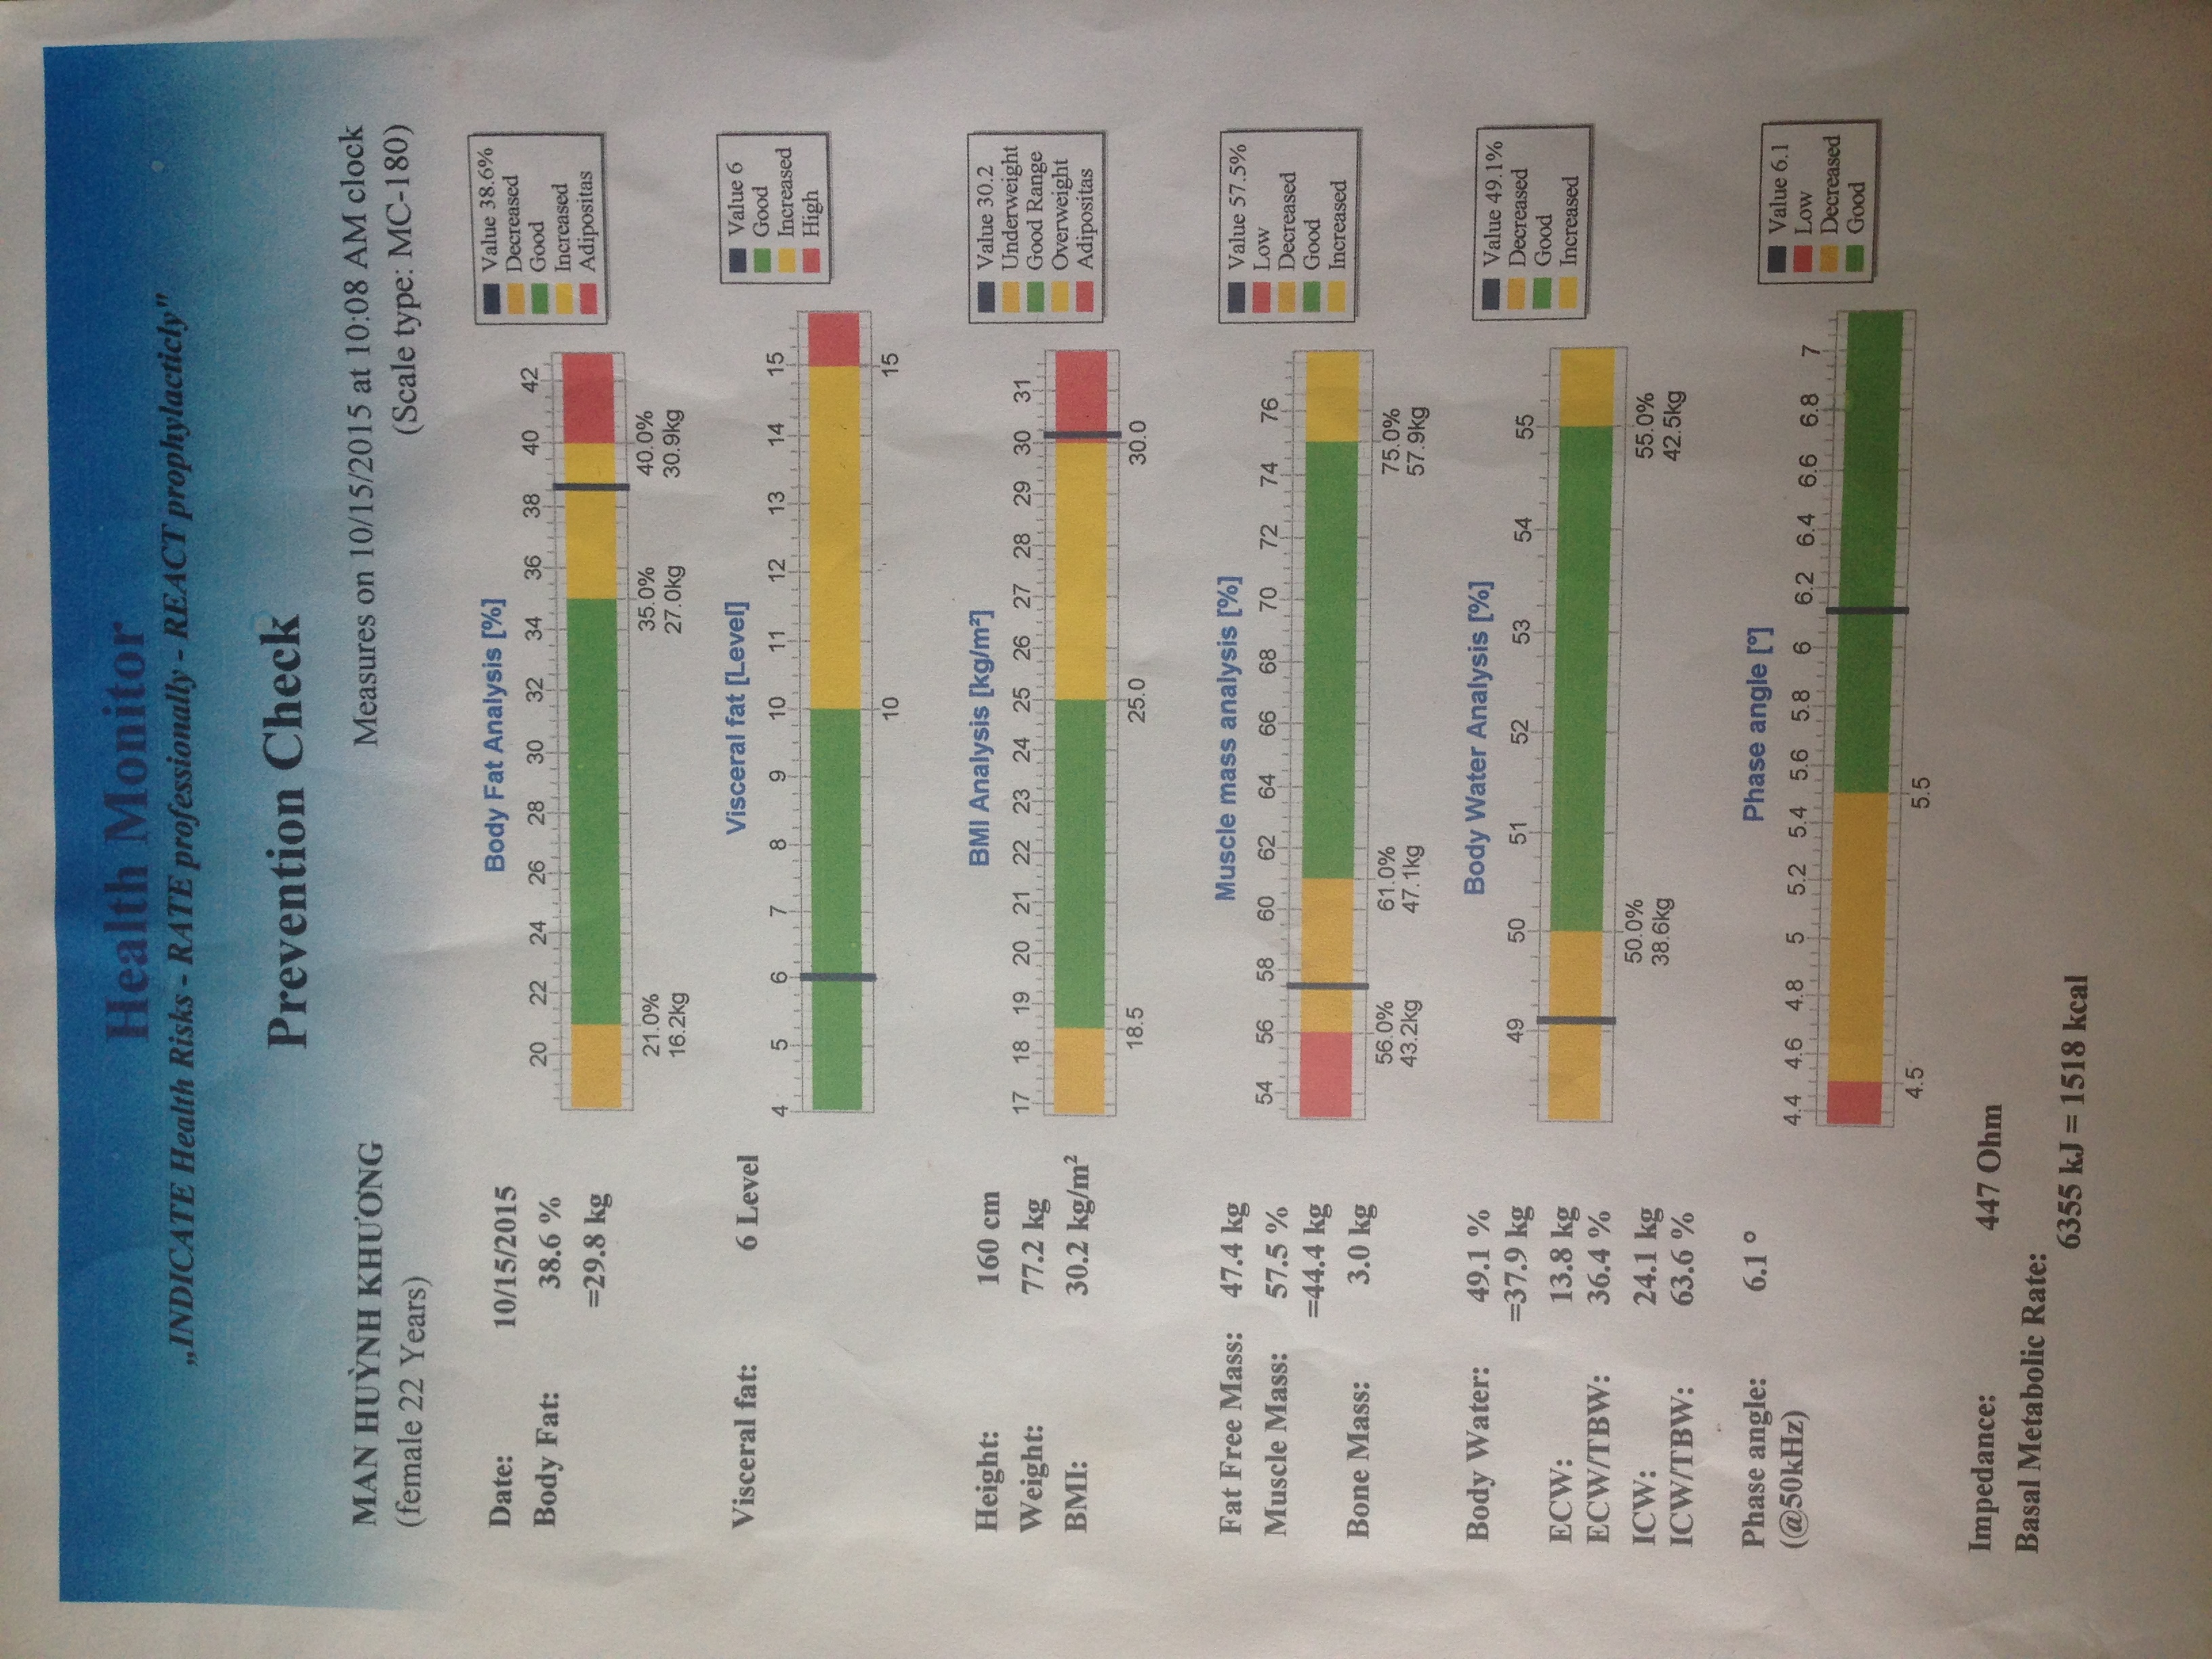 Health Monitor
„INDICATE Health Risks - RATE professionally - REACT prophylacticly"
Prevention Check
MAN HUỲNH KHƯƠNG
Measures on 10/15/2015 at 10:08 AM clock
(female 22 Years)
(Scale type: MC-180)
Date: 10/15/2015
Body Fat: 38.6 %
=29.8 kg
Body Fat Analysis [%]
20 22 24 26 28 30 32 34 36 38 40 42
21.0% 35.0% 40.0%
16.2kg 27.0kg 30.9kg
Value 38.6%
Decreased
Good
Increased
Adipositas
Visceral fat: 6 Level
Visceral fat [Level]
4 5 6 7 8 9 10 11 12 13 14 15
10 15
Value 6
Good
Increased
High
Height: 160 cm
Weight: 77.2 kg
BMI: 30.2 kg/m²
BMI Analysis [kg/m²]
17 18 19 20 21 22 23 24 25 26 27 28 29 30 31
18.5 25.0 30.0
Value 30.2
Underweight
Good Range
Overweight
Adipositas
Fat Free Mass: 47.4 kg
Muscle Mass: 57.5 %
=44.4 kg
Bone Mass: 3.0 kg
Muscle mass analysis [%]
54 56 58 60 62 64 66 68 70 72 74 76
56.0% 61.0% 75.0%
43.2kg 47.1kg 57.9kg
Value 57.5%
Low
Decreased
Good
Increased
Body Water: 49.1 %
=37.9 kg
ECW: 13.8 kg
ECW/TBW: 36.4 %
ICW: 24.1 kg
ICW/TBW: 63.6 %
Body Water Analysis [%]
49 50 51 52 53 54 55
50.0% 55.0%
38.6kg 42.5kg
Value 49.1%
Decreased
Good
Increased
Phase angle: 6.1 °
(@50kHz)
Phase angle [°]
4.4 4.6 4.8 5 5.2 5.4 5.6 5.8 6 6.2 6.4 6.6 6.8 7
4.5 5.5
Value 6.1
Low
Decreased
Good
Impedance: 447 Ohm
Basal Metabolic Rate:
6355 kJ = 1518 kcal